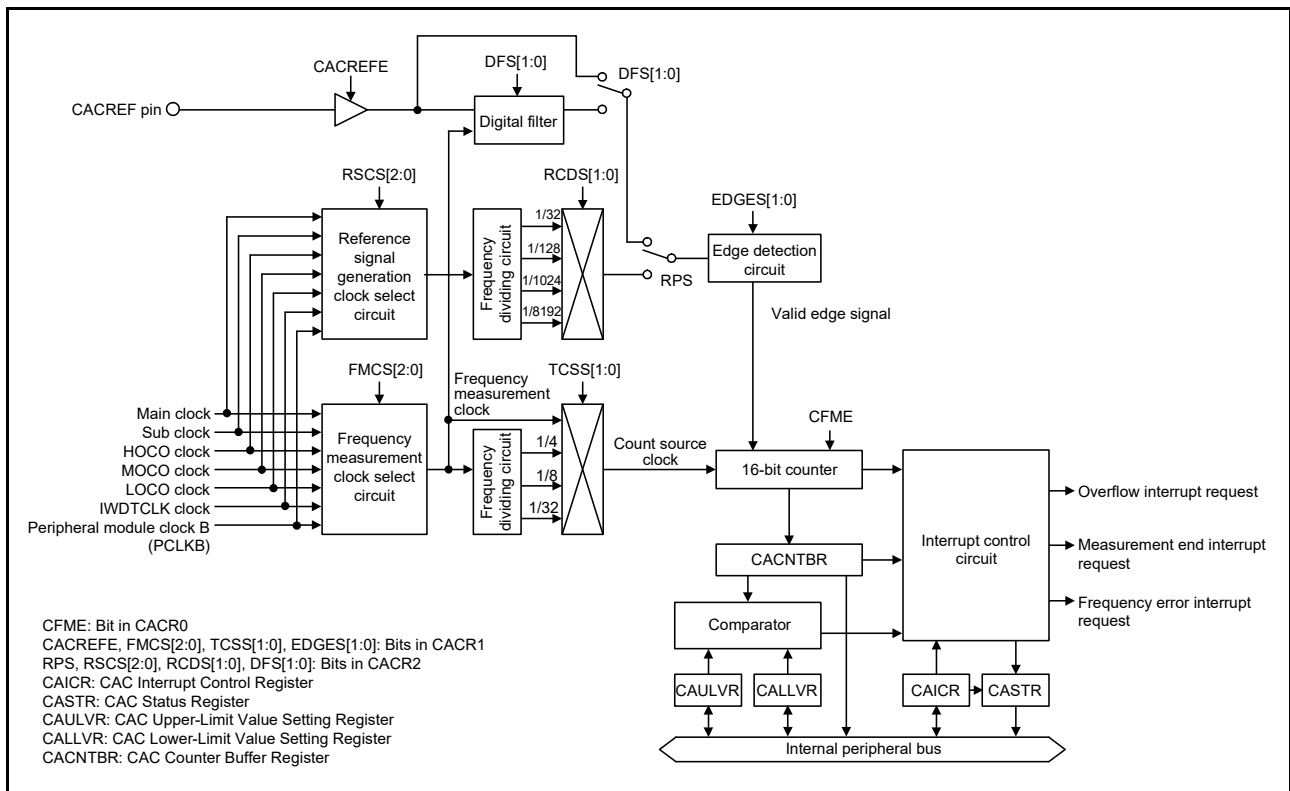 CACREFE
DFS[1:0]
DFS[1:0]
CACREF pin
Digital filter
RSCS[2:0]
RCDS[1:0]
EDGES[1:0]
Reference
signal
generation
clock select
circuit
Frequency
dividing circuit
1/32
1/128
1/1024
1/8192
RPS
Edge detection
circuit
Valid edge signal
FMCS[2:0]
Frequency
measurement
clock
TCSS[1:0]
Main clock
Sub clock
HOCO clock
MOCO clock
LOCO clock
IWDTCLK clock
Peripheral module clock B
(PCLKB)
Frequency
measurement
clock select
circuit
Frequency
dividing circuit
1/4
1/8
1/32
Count source
clock
CFME
16-bit counter
CACNTBR
Comparator
CAULVR
CALLVR
Interrupt control
circuit
Overflow interrupt request
Measurement end interrupt
request
Frequency error interrupt
request
CAICR
CASTR
Internal peripheral bus
CFME: Bit in CACR0
CACREFE, FMCS[2:0], TCSS[1:0], EDGES[1:0]: Bits in CACR1
RPS, RSCS[2:0], RCDS[1:0], DFS[1:0]: Bits in CACR2
CAICR: CAC Interrupt Control Register
CASTR: CAC Status Register
CAULVR: CAC Upper-Limit Value Setting Register
CALLVR: CAC Lower-Limit Value Setting Register
CACNTBR: CAC Counter Buffer Register